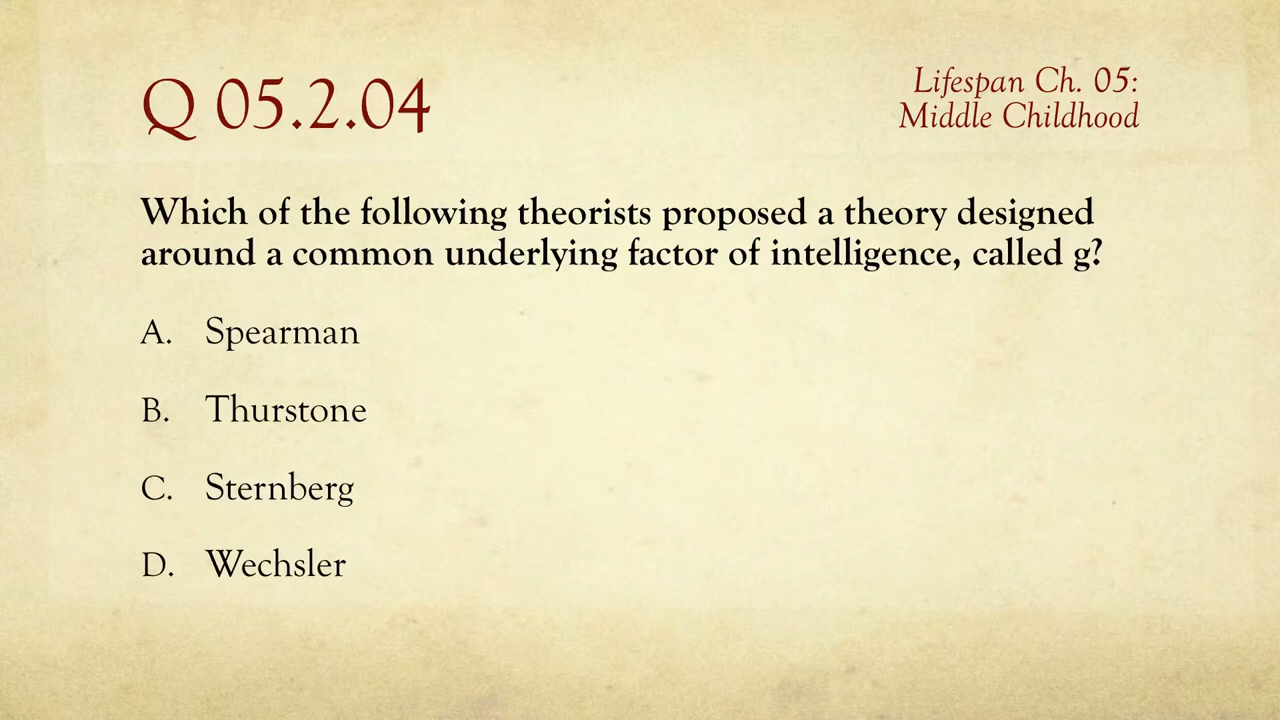 Q 05.2.04
Lifespan Ch. 05:
Middle Childhood
Which of the following theorists proposed a theory designed
around a common underlying factor of intelligence, called g?
A. Spearman
B. Thurstone
C. Sternberg
D. Wechsler